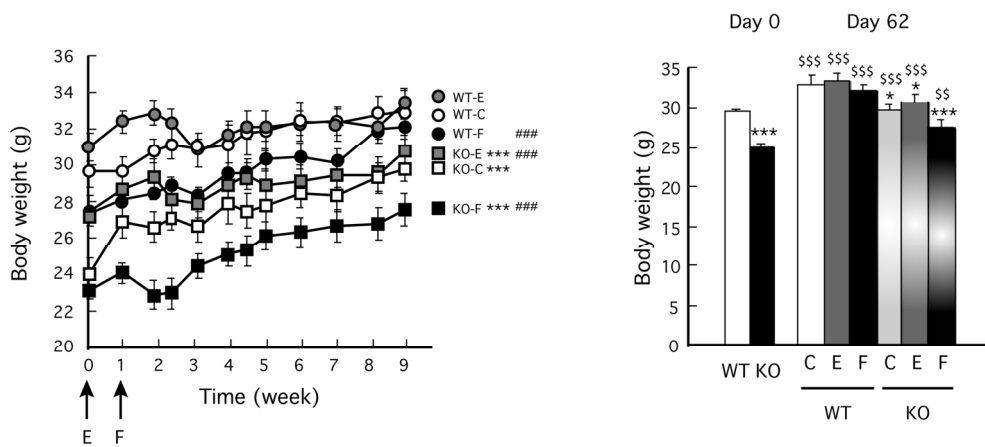 36
34
32
30
28
26
24
22
20
Body weight (g)
0 1 2 3 4 5 6 7 8 9
Time (week)
E F
WT-E
WT-C
WT-F ###
KO-E *** ###
KO-C ***
KO-F *** ###
Day 0 Day 62
35
30
25
20
15
10
5
0
Body weight (g)
***
$$$ $$$ $$$ $$$ $$$ $$
* * ***
WT KO
C E F C E F
WT KO